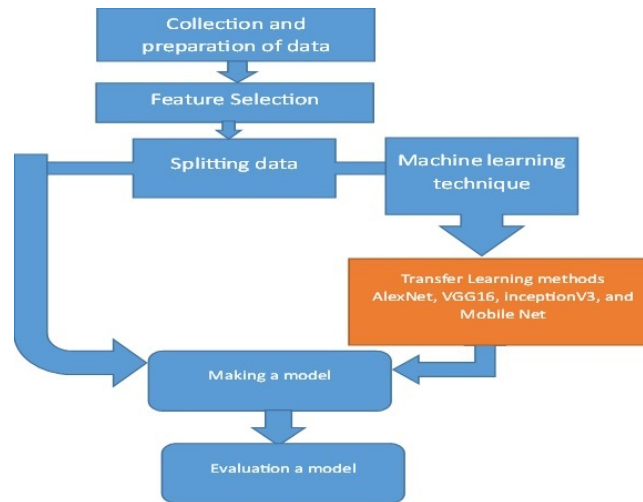 Collection and
preparation of data
Feature Selection
Splitting data
Machine learning
technique
Transfer Learning methods
AlexNet, VGG16, inceptionV3, and
Mobile Net
Making a model
Evaluation a model